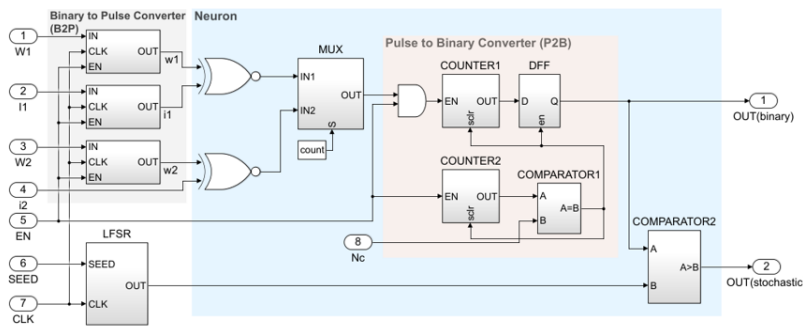 Binary to Pulse Converter
(B2P)
Neuron
Pulse to Binary Converter (P2B)
1
W1
IN
CLK
OUT
EN
w1
2
I1
IN
CLK
OUT
EN
i1
3
W2
IN
CLK
OUT
EN
w2
4
i2
5
EN
6
SEED
7
CLK
LFSR
SEED
OUT
CLK
MUX
IN1
OUT
IN2
S
count
COUNTER1
EN
OUT
sclr
DFF
D
Q
en
COUNTER2
EN
OUT
sclr
COMPARATOR1
A
A=B
B
8
Nc
COMPARATOR2
A
A>B
B
1
OUT(binary)
2
OUT(stochastic